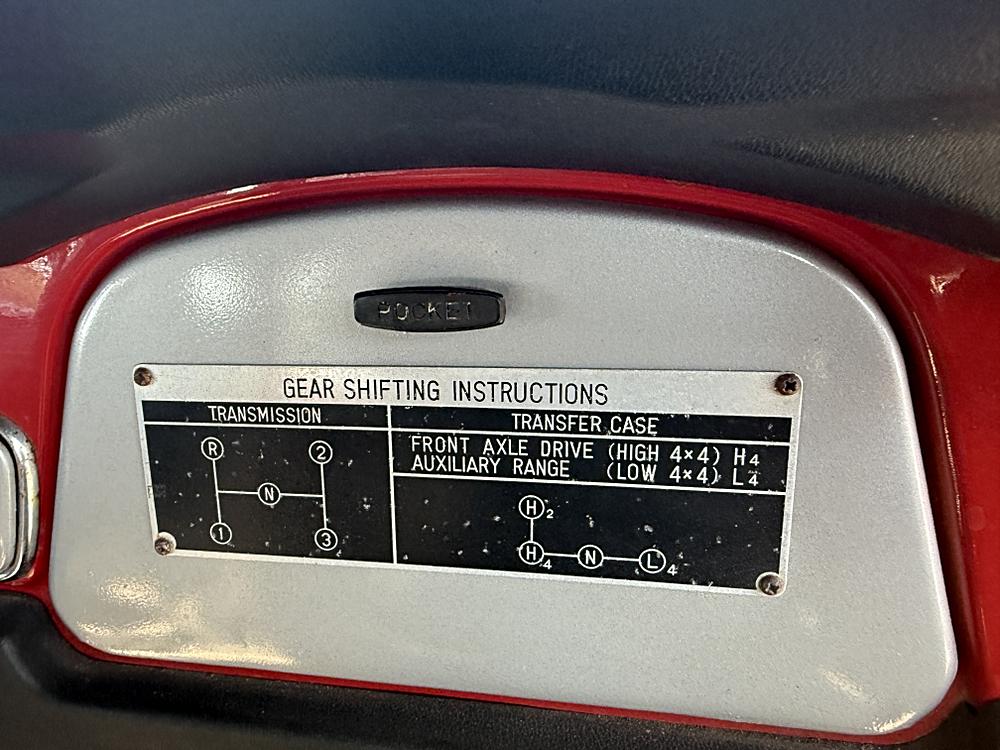 POCKET
GEAR SHIFTING INSTRUCTIONS
TRANSMISSION
R 2
N
1 3
TRANSFER CASE
FRONT AXLE DRIVE (HIGH 4×4) H4
AUXILIARY RANGE (LOW 4×4) L4
H2
H4 N L4